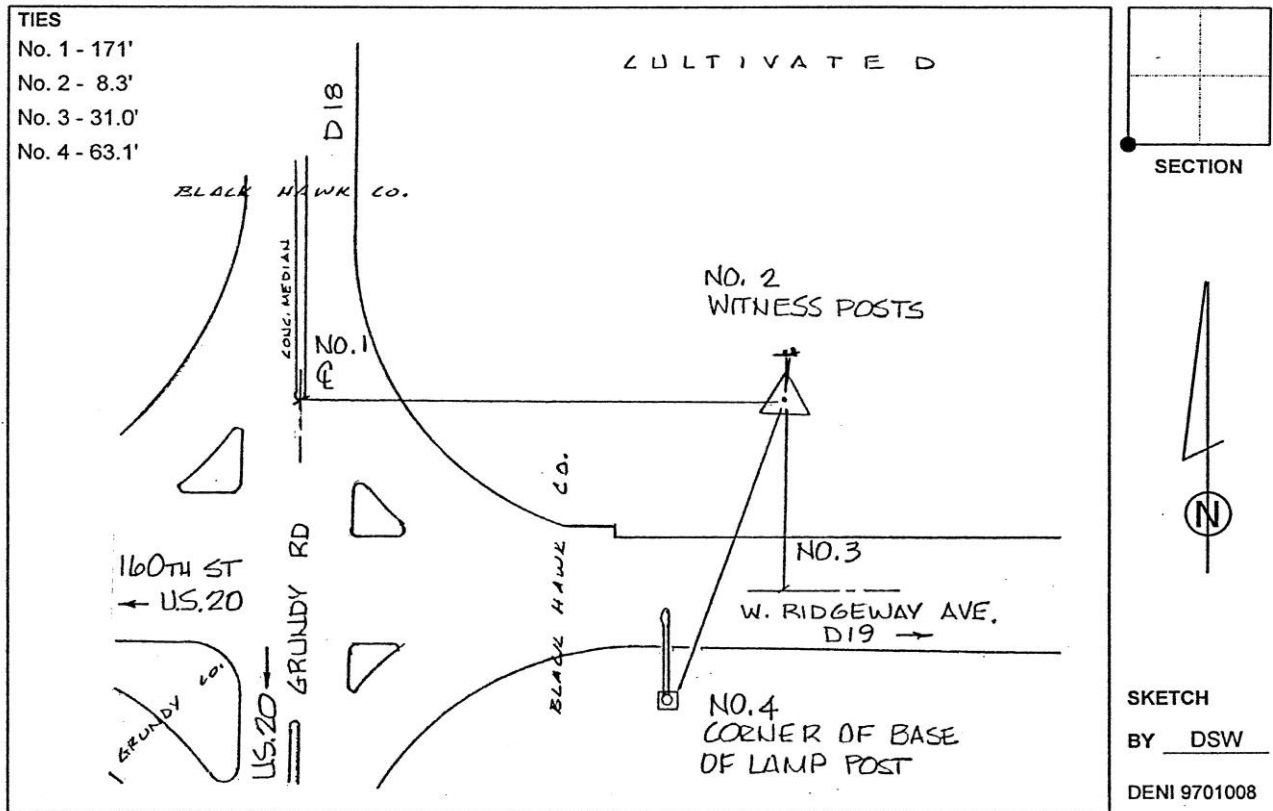 TIES
No. 1 - 171'
No. 2 - 8.3'
No. 3 - 31.0'
No. 4 - 63.1'
CULTIVATED
D18
BLACK HAWK CO.
CONC. MEDIAN
NO. 1
℄
NO. 2
WITNESS POSTS
SECTION
N
160TH ST
← U.S. 20
GRUNDY RD
U.S. 20 ←
GRUNDY CO.
BLACK HAWK CO.
NO. 3
W. RIDGEWAY AVE.
D19 →
NO. 4
CORNER OF BASE
OF LAMP POST
SKETCH
BY DSW
DENI 9701008